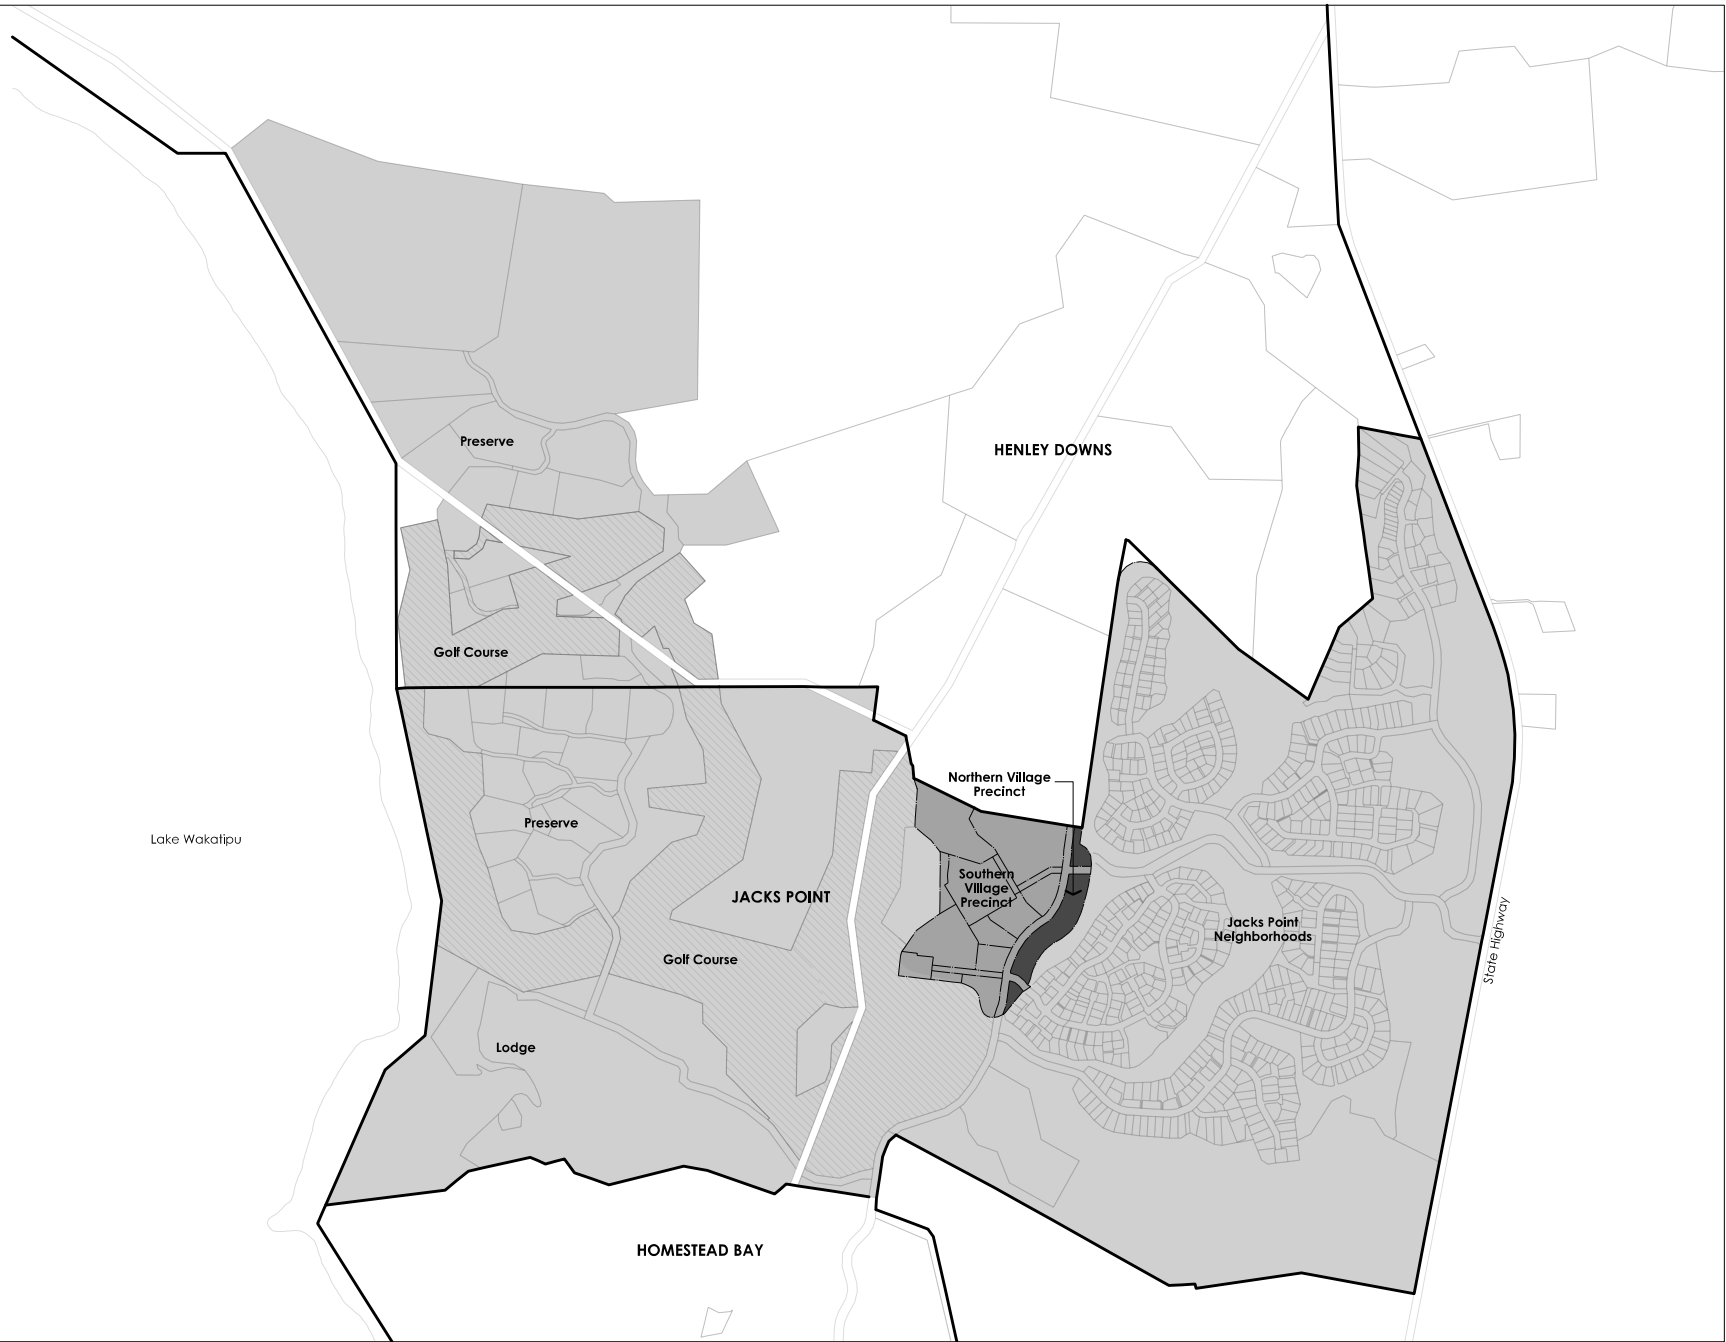 Preserve
HENLEY DOWNS
Golf Course
Northern Village
Precinct
Preserve
Lake Wakatipu
Southern
Village
Precinct
JACKS POINT
Jacks Point
Neighborhoods
State Highway
Golf Course
Lodge
HOMESTEAD BAY